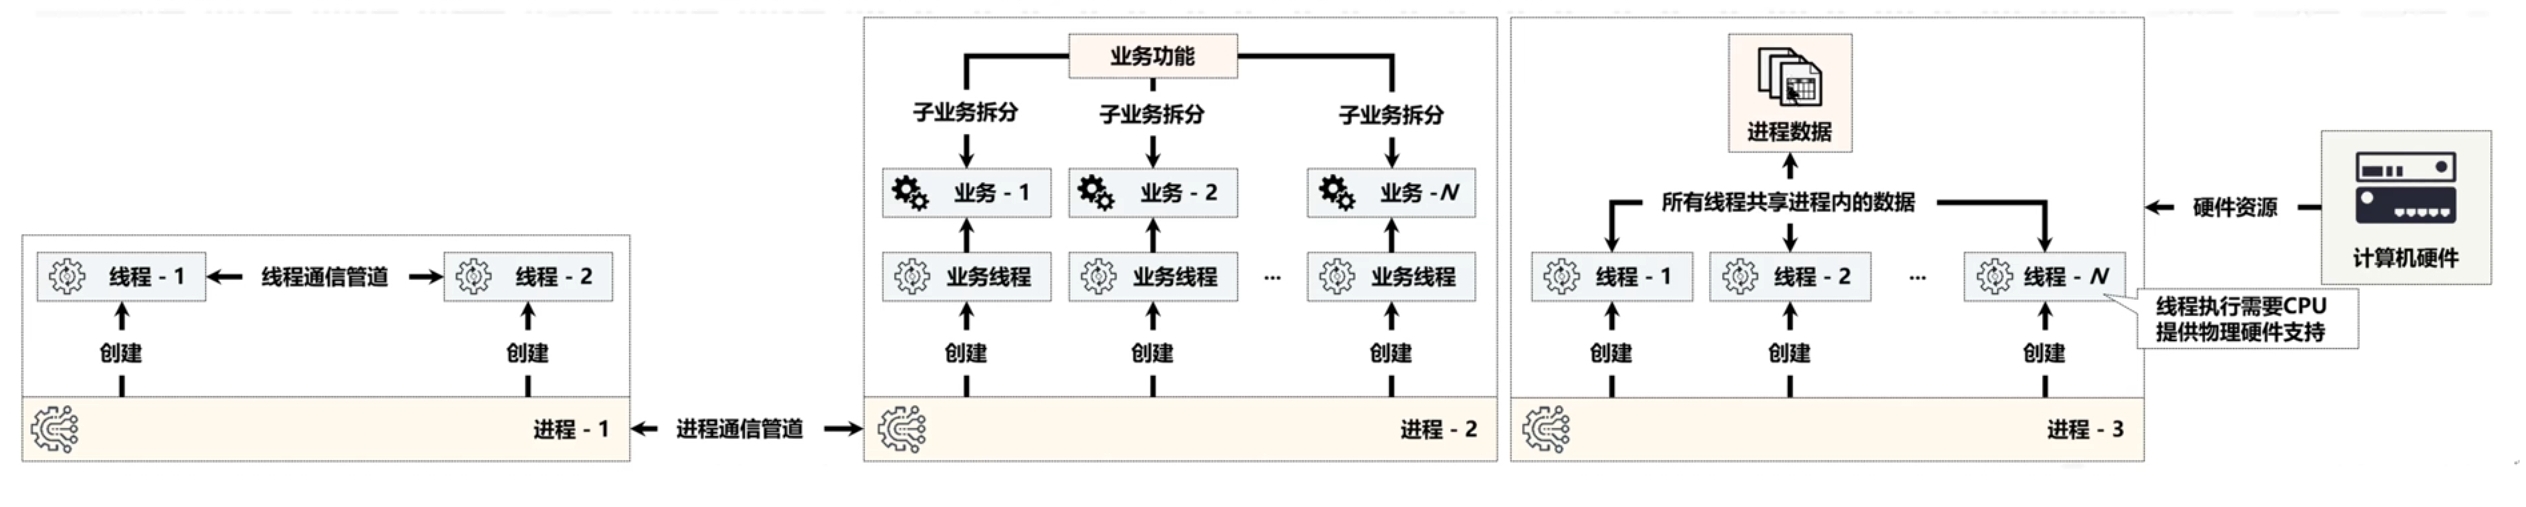 业务功能
子业务拆分
子业务拆分
子业务拆分
业务 - 1
业务 - 2
业务 -N
线程 - 1
线程通信管道
线程 - 2
业务线程
业务线程
...
业务线程
创建
创建
创建
创建
创建
进程 - 1
进程通信管道
进程 - 2
进程数据
所有线程共享进程内的数据
线程 - 1
线程 - 2
...
线程 - N
创建
创建
创建
进程 - 3
硬件资源
计算机硬件
线程执行需要CPU
提供物理硬件支持